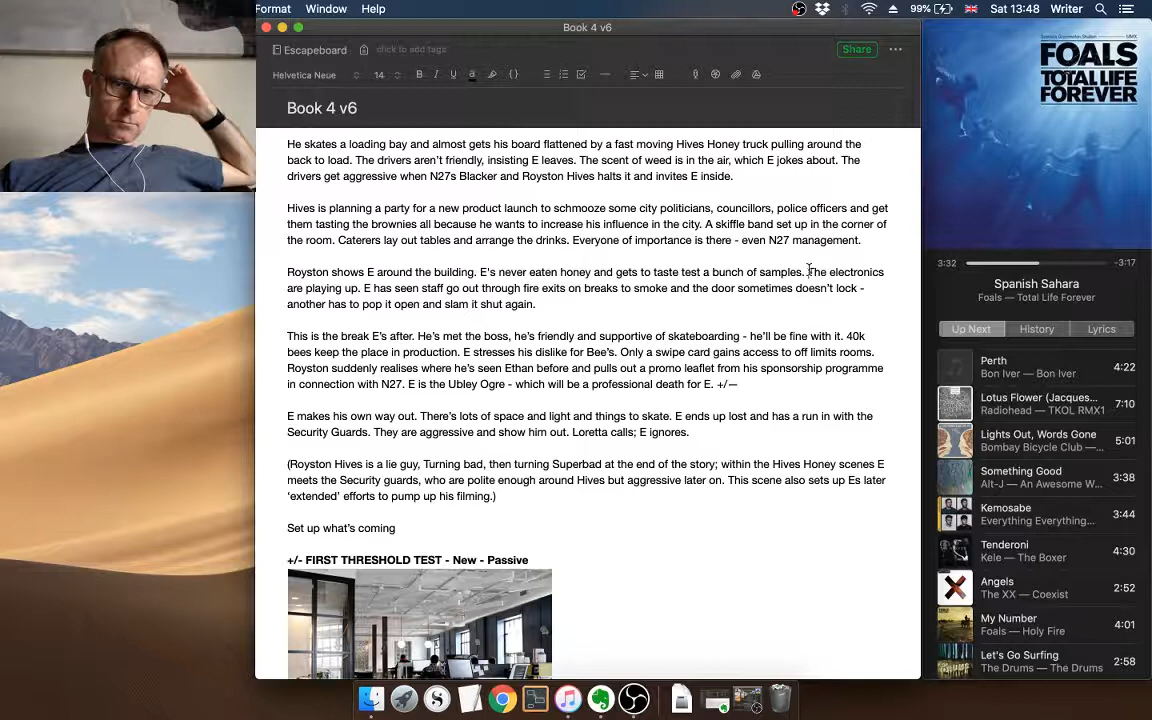 Format Window Help
99% Sat 13:48 Writer
Book 4 v6
Escapeboard click to add tags Share
Helvetica Neue 14 B I U a { }
Book 4 v6
He skates a loading bay and almost gets his board flattened by a fast moving Hives Honey truck pulling around the
back to load. The drivers aren't friendly, insisting E leaves. The scent of weed is in the air, which E jokes about. The
drivers get aggressive when N27s Blacker and Royston Hives halts it and invites E inside.
Hives is planning a party for a new product launch to schmooze some city politicians, councillors, police officers and get
them tasting the brownies all because he wants to increase his influence in the city. A skiffle band set up in the corner of
the room. Caterers lay out tables and arrange the drinks. Everyone of importance is there - even N27 management.
Royston shows E around the building. E's never eaten honey and gets to taste test a bunch of samples. The electronics
are playing up. E has seen staff go out through fire exits on breaks to smoke and the door sometimes doesn't lock -
another has to pop it open and slam it shut again.
This is the break E's after. He's met the boss, he's friendly and supportive of skateboarding - he'll be fine with it. 40k
bees keep the place in production. E stresses his dislike for Bee's. Only a swipe card gains access to off limits rooms.
Royston suddenly realises where he's seen Ethan before and pulls out a promo leaflet from his sponsorship programme
in connection with N27. E is the Ubley Ogre - which will be a professional death for E. +/—
E makes his own way out. There's lots of space and light and things to skate. E ends up lost and has a run in with the
Security Guards. They are aggressive and show him out. Loretta calls; E ignores.
(Royston Hives is a lie guy, Turning bad, then turning Superbad at the end of the story; within the Hives Honey scenes E
meets the Security guards, who are polite enough around Hives but aggressive later on. This scene also sets up Es later
'extended' efforts to pump up his filming.)
Set up what's coming
+/- FIRST THRESHOLD TEST - New - Passive
FOALS
TOTAL LIFE
FOREVER
3:32 -3:17
Spanish Sahara
Foals — Total Life Forever
Up Next History Lyrics
Perth
Bon Iver — Bon Iver 4:22
Lotus Flower (Jacques...
Radiohead — TKOL RMX1 7:10
Lights Out, Words Gone
Bombay Bicycle Club —... 5:01
Something Good
Alt-J — An Awesome W... 3:38
Kemosabe
Everything Everything... 3:44
Tenderoni
Kele — The Boxer 4:30
Angels
The XX — Coexist 2:52
My Number
Foals — Holy Fire 4:01
Let's Go Surfing
The Drums — The Drums 2:58